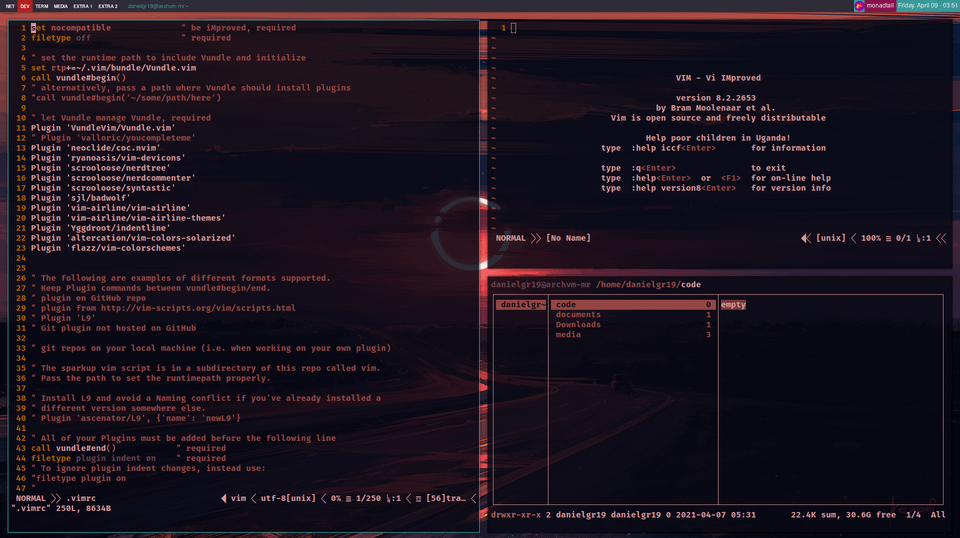 NET DEV TERM MEDIA EXTRA 1 EXTRA 2 danielgr19@archvm-mr:~ monadtall Friday, April 09 - 03:51
1 set nocompatible " be iMproved, required
2 filetype off " required
3
4 " set the runtime path to include Vundle and initialize
5 set rtp+=~/.vim/bundle/Vundle.vim
6 call vundle#begin()
7 " alternatively, pass a path where Vundle should install plugins
8 "call vundle#begin('~/some/path/here')
9
10 " let Vundle manage Vundle, required
11 Plugin 'VundleVim/Vundle.vim'
12 " Plugin 'valloric/youcompleteme'
13 Plugin 'neoclide/coc.nvim'
14 Plugin 'ryanoasis/vim-devicons'
15 Plugin 'scrooloose/nerdtree'
16 Plugin 'scrooloose/nerdcommenter'
17 Plugin 'scrooloose/syntastic'
18 Plugin 'sjl/badwolf'
19 Plugin 'vim-airline/vim-airline'
20 Plugin 'vim-airline/vim-airline-themes'
21 Plugin 'Yggdroot/indentline'
22 Plugin 'altercation/vim-colors-solarized'
23 Plugin 'flazz/vim-colorschemes'
24
25
26 " The following are examples of different formats supported.
27 " Keep Plugin commands between vundle#begin/end.
28 " plugin on GitHub repo
29 " plugin from http://vim-scripts.org/vim/scripts.html
30 " Plugin 'L9'
31 " Git plugin not hosted on GitHub
32
33 " git repos on your local machine (i.e. when working on your own plugin)
34
35 " The sparkup vim script is in a subdirectory of this repo called vim.
36 " Pass the path to set the runtimepath properly.
37
38 " Install L9 and avoid a Naming conflict if you've already installed a
39 " different version somewhere else.
40 " Plugin 'ascenator/L9', {'name': 'newL9'}
41
42 " All of your Plugins must be added before the following line
43 call vundle#end() " required
44 filetype plugin indent on " required
45 " To ignore plugin indent changes, instead use:
46 "filetype plugin on
47 "
NORMAL .vimrc vim utf-8[unix] 0% ≡ 1/250 :1 [56]tra…
".vimrc" 250L, 8634B
1
~
~
~
VIM - Vi IMproved
~
version 8.2.2653
by Bram Moolenaar et al.
Vim is open source and freely distributable
~
Help poor children in Uganda!
type :help iccf<Enter> for information
~
type :q<Enter> to exit
type :help<Enter> or <F1> for on-line help
type :help version8<Enter> for version info
~
~
~
~
NORMAL [No Name] [unix] 100% ≡ 0/1 :1
danielgr19@archvm-mr /home/danielgr19/code
danielgr~ code 0 empty
documents 1
Downloads 1
media 3
drwxr-xr-x 2 danielgr19 danielgr19 0 2021-04-07 05:31 22.4K sum, 30.6G free 1/4 All